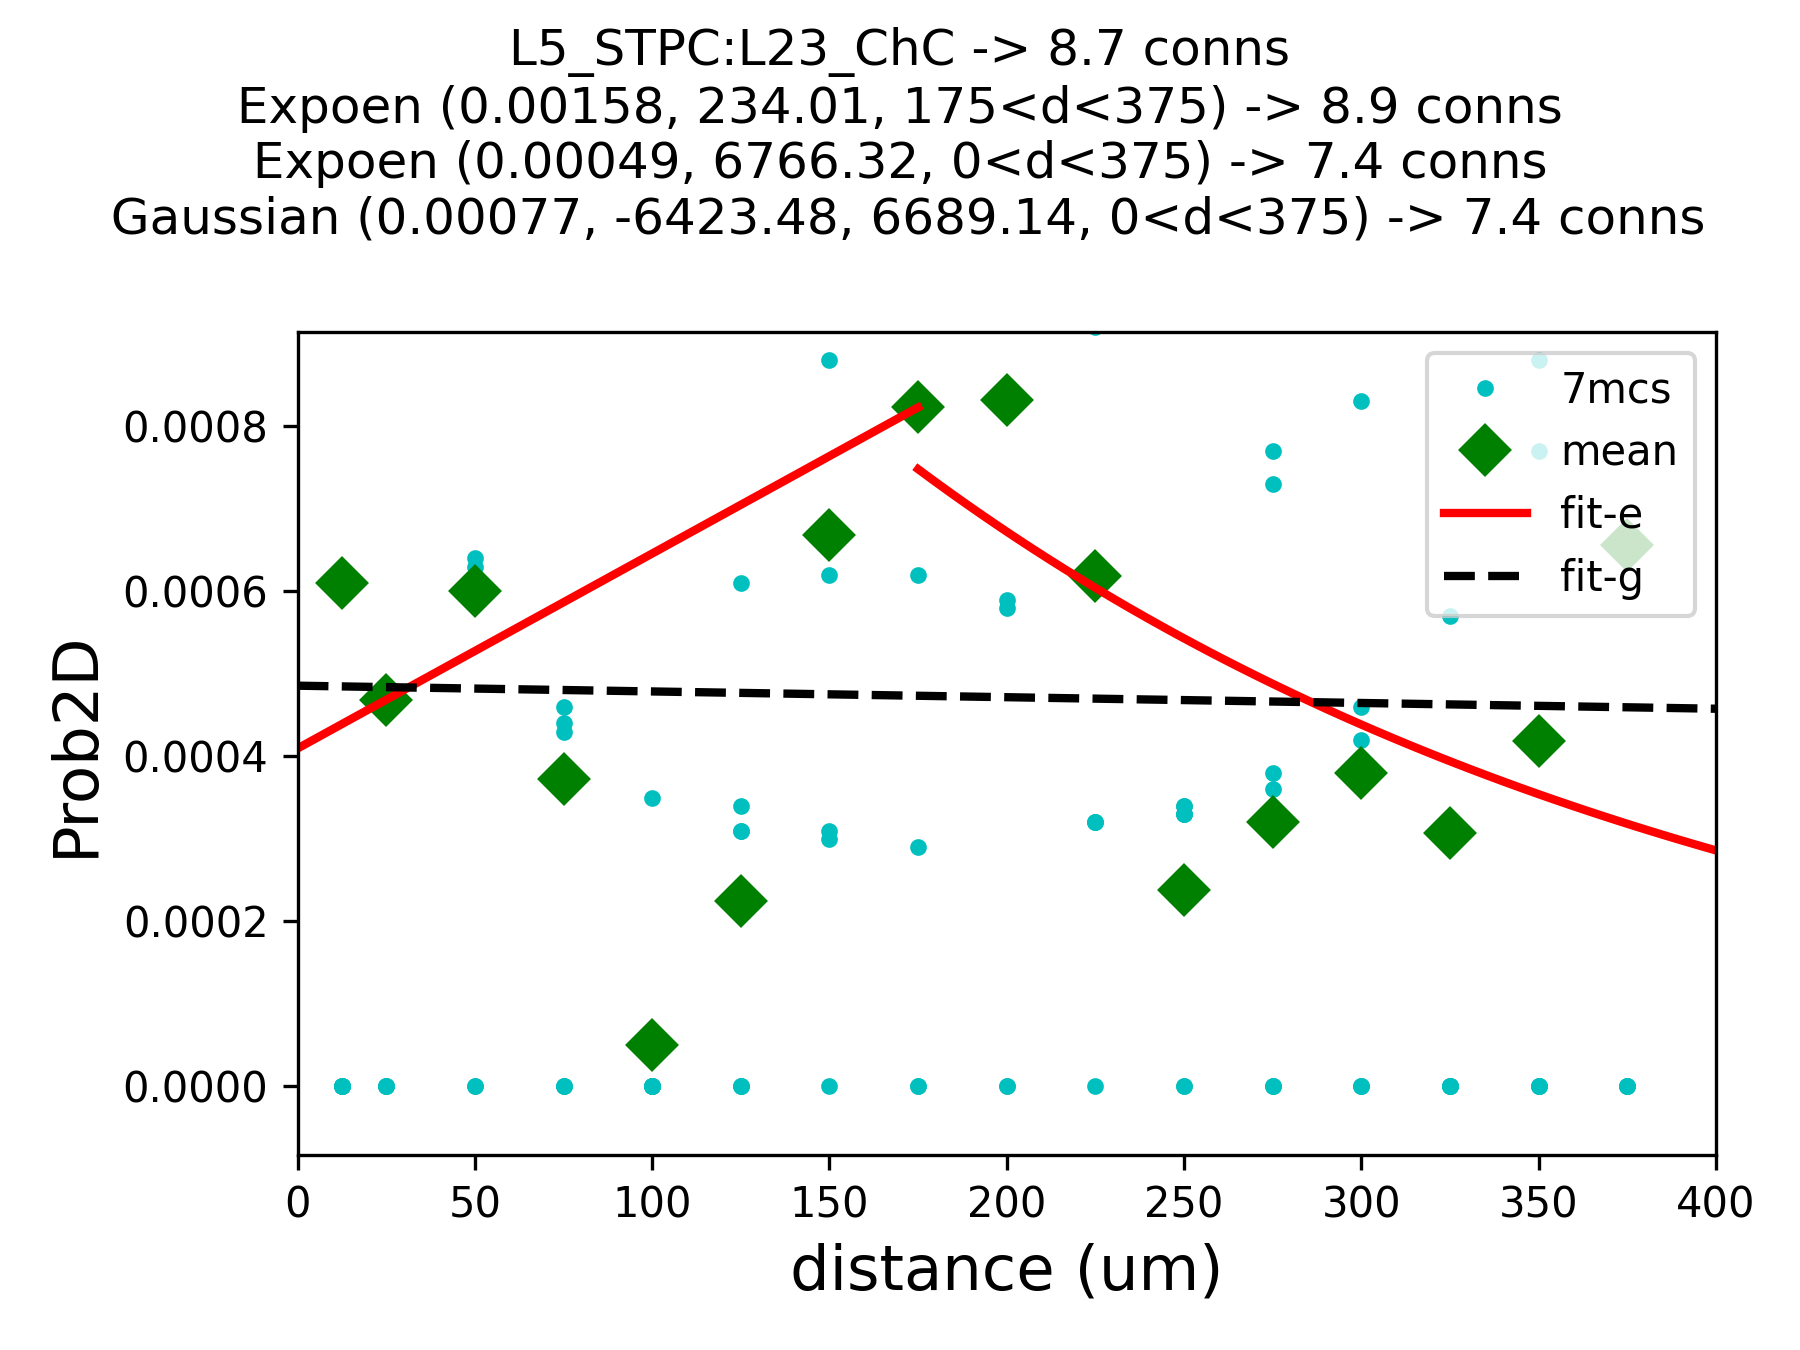 L5_STPC:L23_ChC -> 8.7 conns
Expoen (0.00158, 234.01, 175<d<375) -> 8.9 conns
Expoen (0.00049, 6766.32, 0<d<375) -> 7.4 conns
Gaussian (0.00077, -6423.48, 6689.14, 0<d<375) -> 7.4 conns
7mcs
mean
fit-e
fit-g
Prob2D
0.0008
0.0006
0.0004
0.0002
0.0000
0 50 100 150 200 250 300 350 400
distance (um)